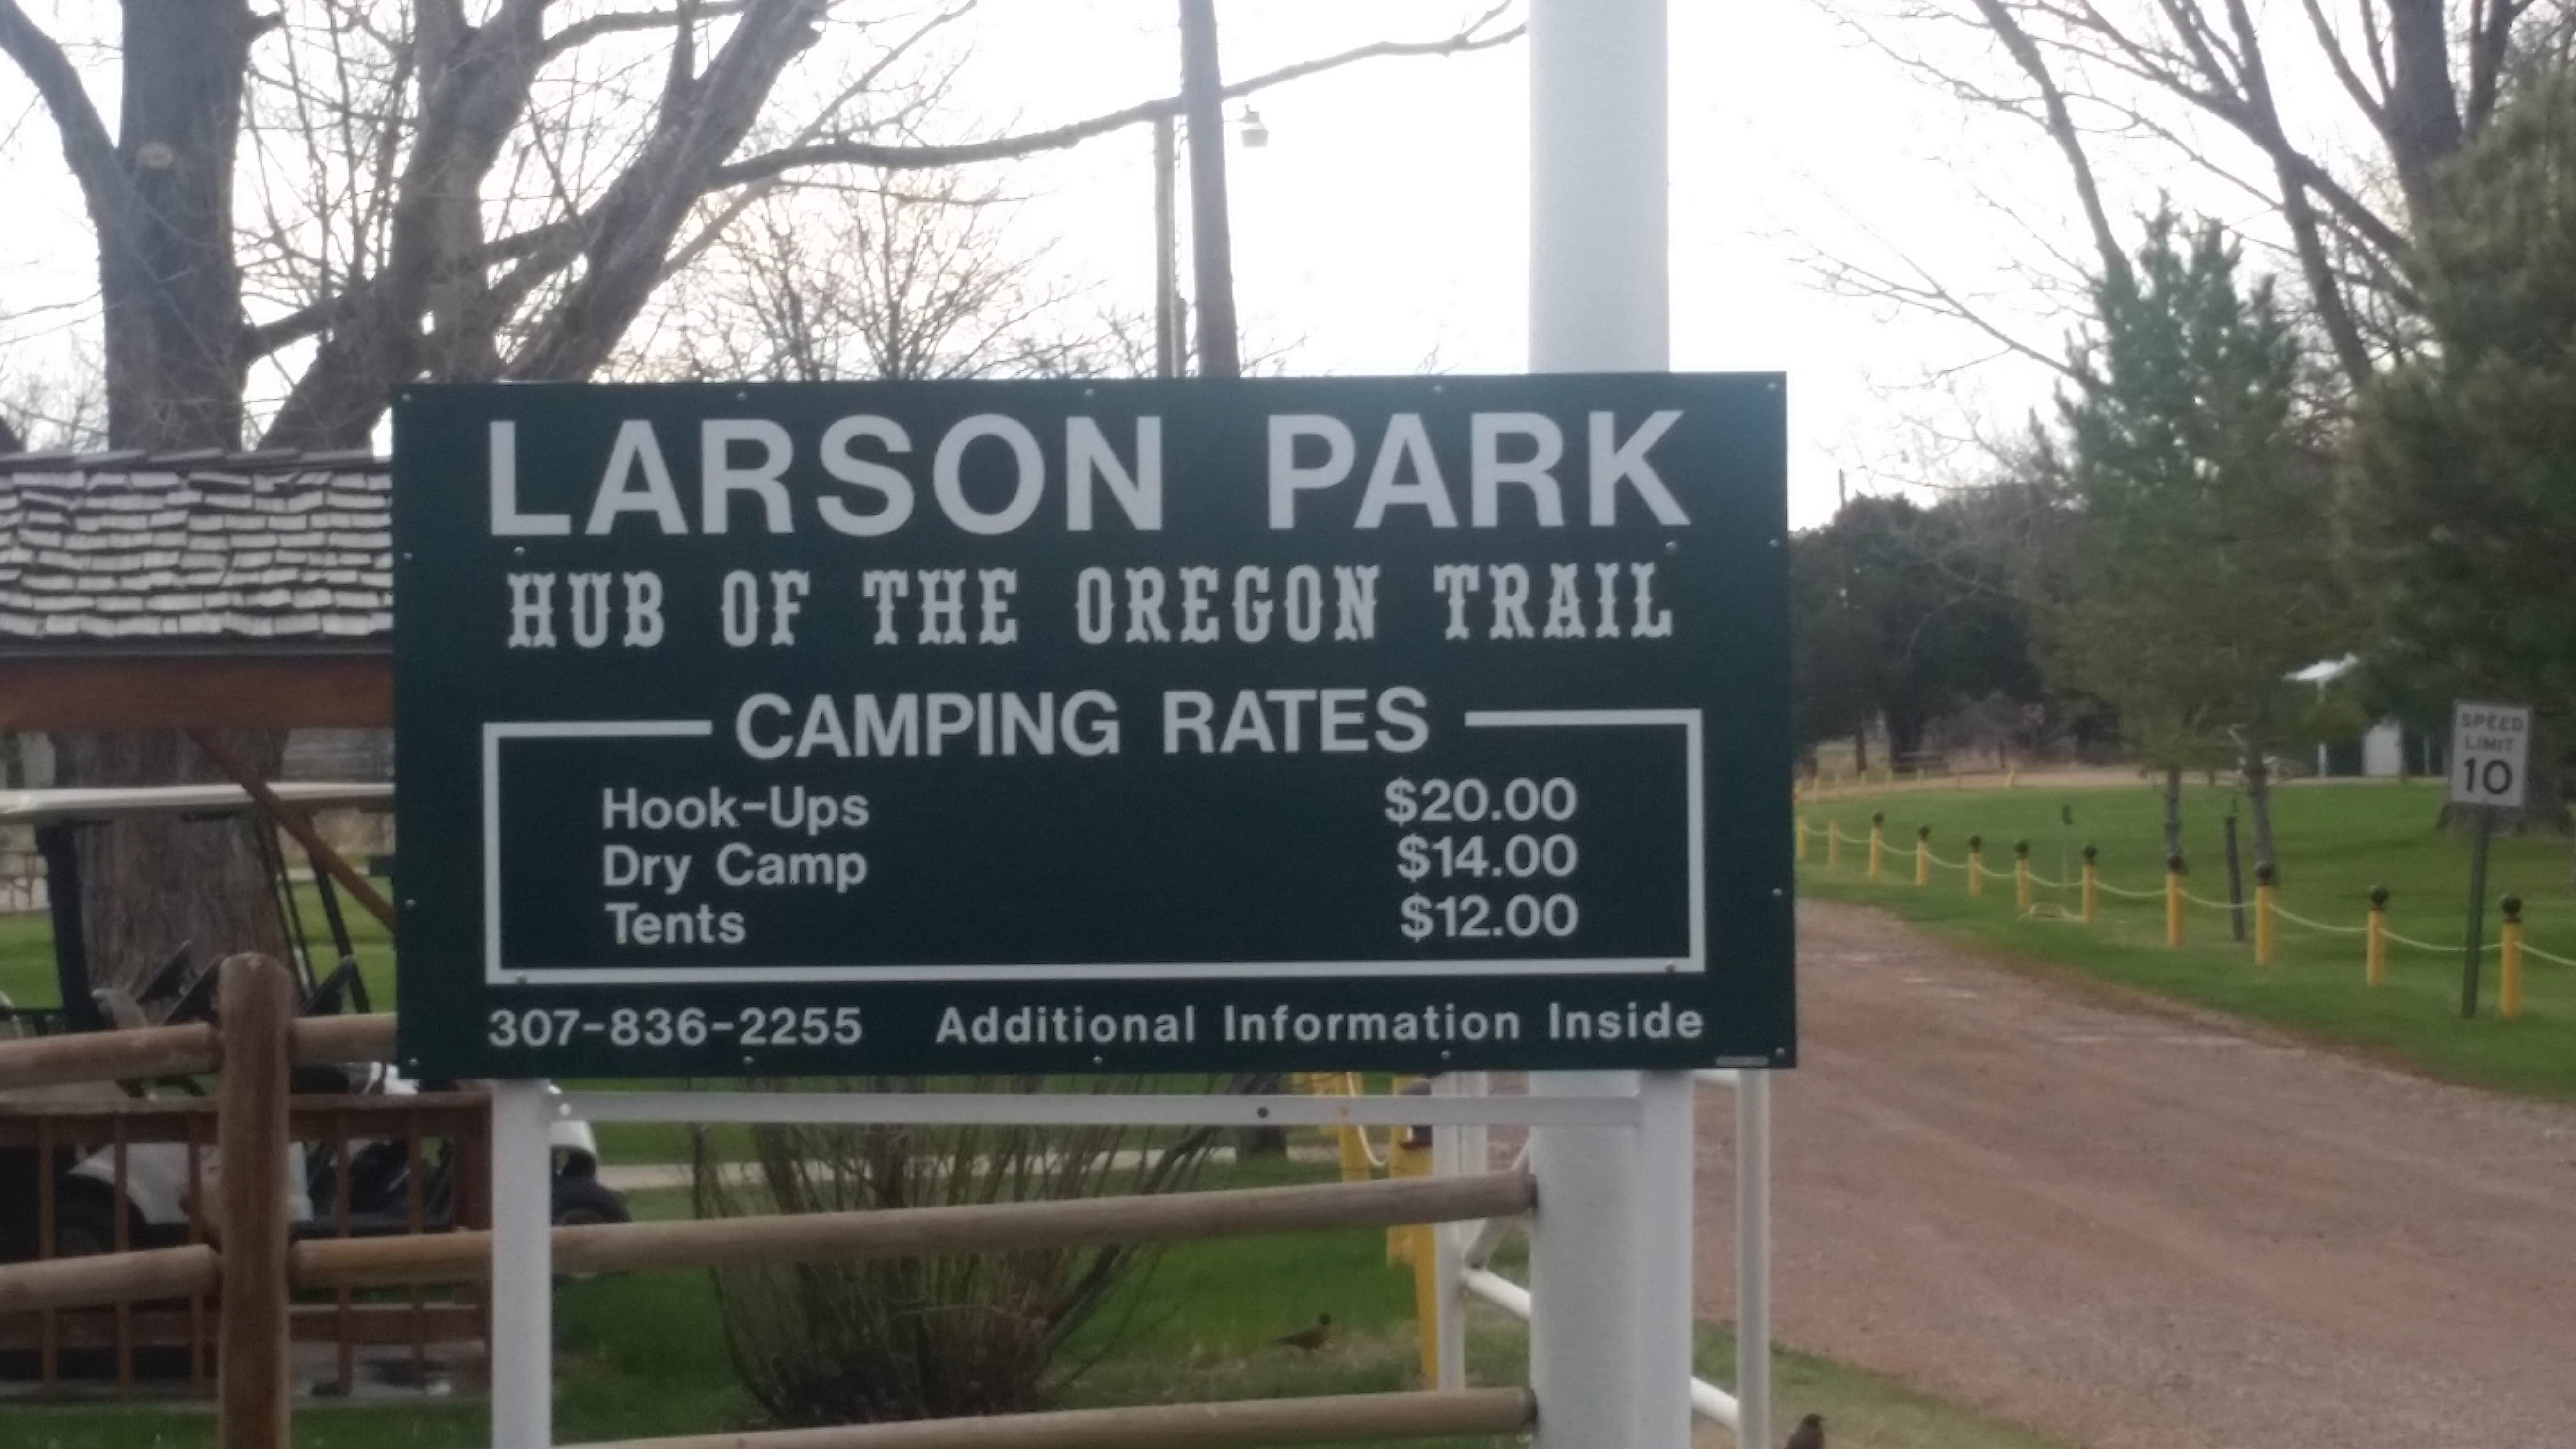 LARSON PARK
HUB OF THE OREGON TRAIL
CAMPING RATES
Hook-Ups $20.00
Dry Camp $14.00
Tents $12.00
307-836-2255 Additional Information Inside
SPEED
LIMIT
10